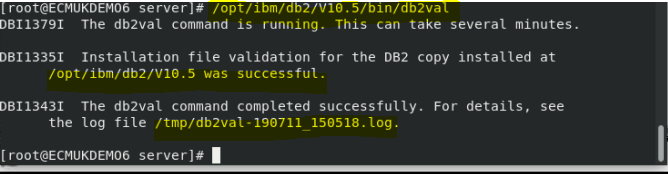 [root@ECMUKDEMO6 server]# /opt/ibm/db2/V10.5/bin/db2val
DBI1379I  The db2val command is running. This can take several minutes.
DBI1335I  Installation file validation for the DB2 copy installed at
/opt/ibm/db2/V10.5 was successful.
DBI1343I  The db2val command completed successfully. For details, see
the log file /tmp/db2val-190711_150518.log.
[root@ECMUKDEMO6 server]#